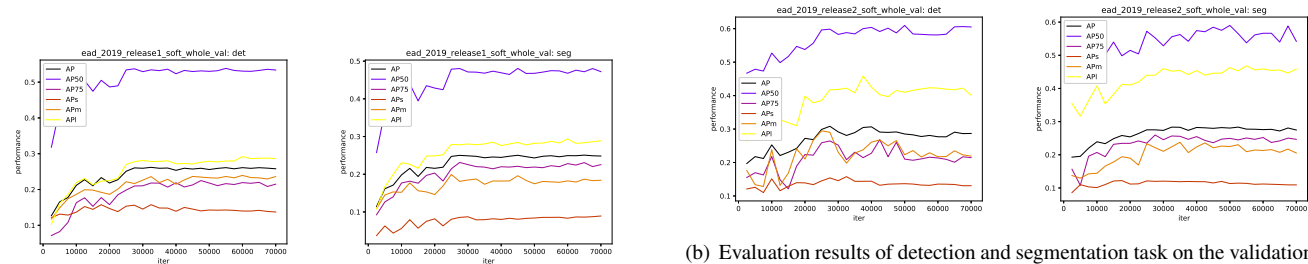 ead_2019_release1_soft_whole_val: det
performance
0.5
0.4
0.3
0.2
0.1
AP
AP50
AP75
APs
APm
APl
0 10000 20000 30000 40000 50000 60000 70000
iter
ead_2019_release1_soft_whole_val: seg
performance
0.5
0.4
0.3
0.2
0.1
AP
AP50
AP75
APs
APm
APl
0 10000 20000 30000 40000 50000 60000 70000
iter
ead_2019_release2_soft_whole_val: det
performance
0.6
0.5
0.4
0.3
0.2
0.1
AP
AP50
AP75
APs
APm
APl
0 10000 20000 30000 40000 50000 60000 70000
iter
ead_2019_release2_soft_whole_val: seg
performance
0.6
0.5
0.4
0.3
0.2
0.1
AP
AP50
AP75
APs
APm
APl
0 10000 20000 30000 40000 50000 60000 70000
iter
(b) Evaluation results of detection and segmentation task on the validation